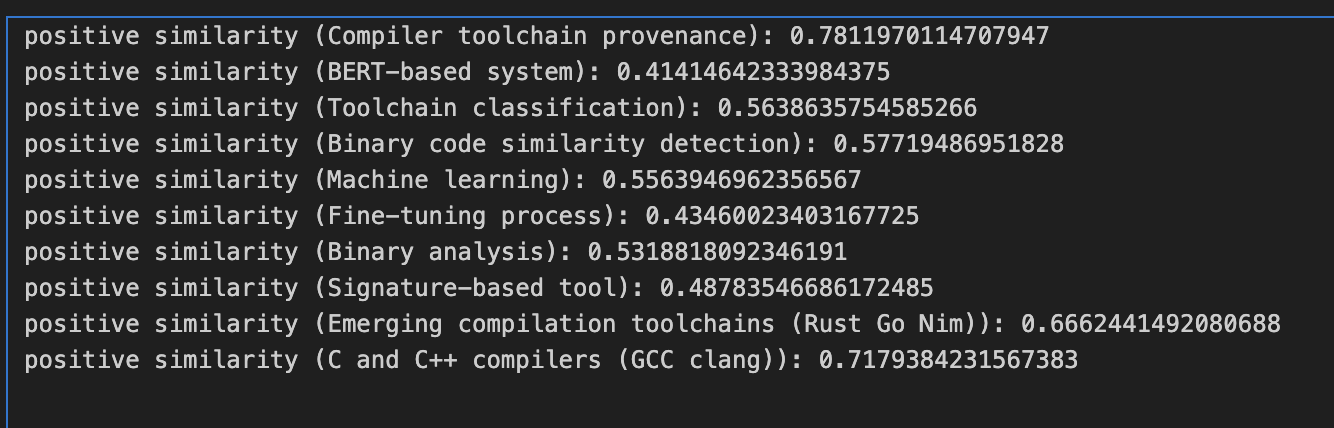 positive similarity (Compiler toolchain provenance): 0.7811970114707947
positive similarity (BERT-based system): 0.41414642333984375
positive similarity (Toolchain classification): 0.5638635754585266
positive similarity (Binary code similarity detection): 0.57719486951828
positive similarity (Machine learning): 0.5563946962356567
positive similarity (Fine-tuning process): 0.43460023403167725
positive similarity (Binary analysis): 0.5318818092346191
positive similarity (Signature-based tool): 0.48783546686172485
positive similarity (Emerging compilation toolchains (Rust Go Nim)): 0.6662441492080688
positive similarity (C and C++ compilers (GCC clang)): 0.7179384231567383